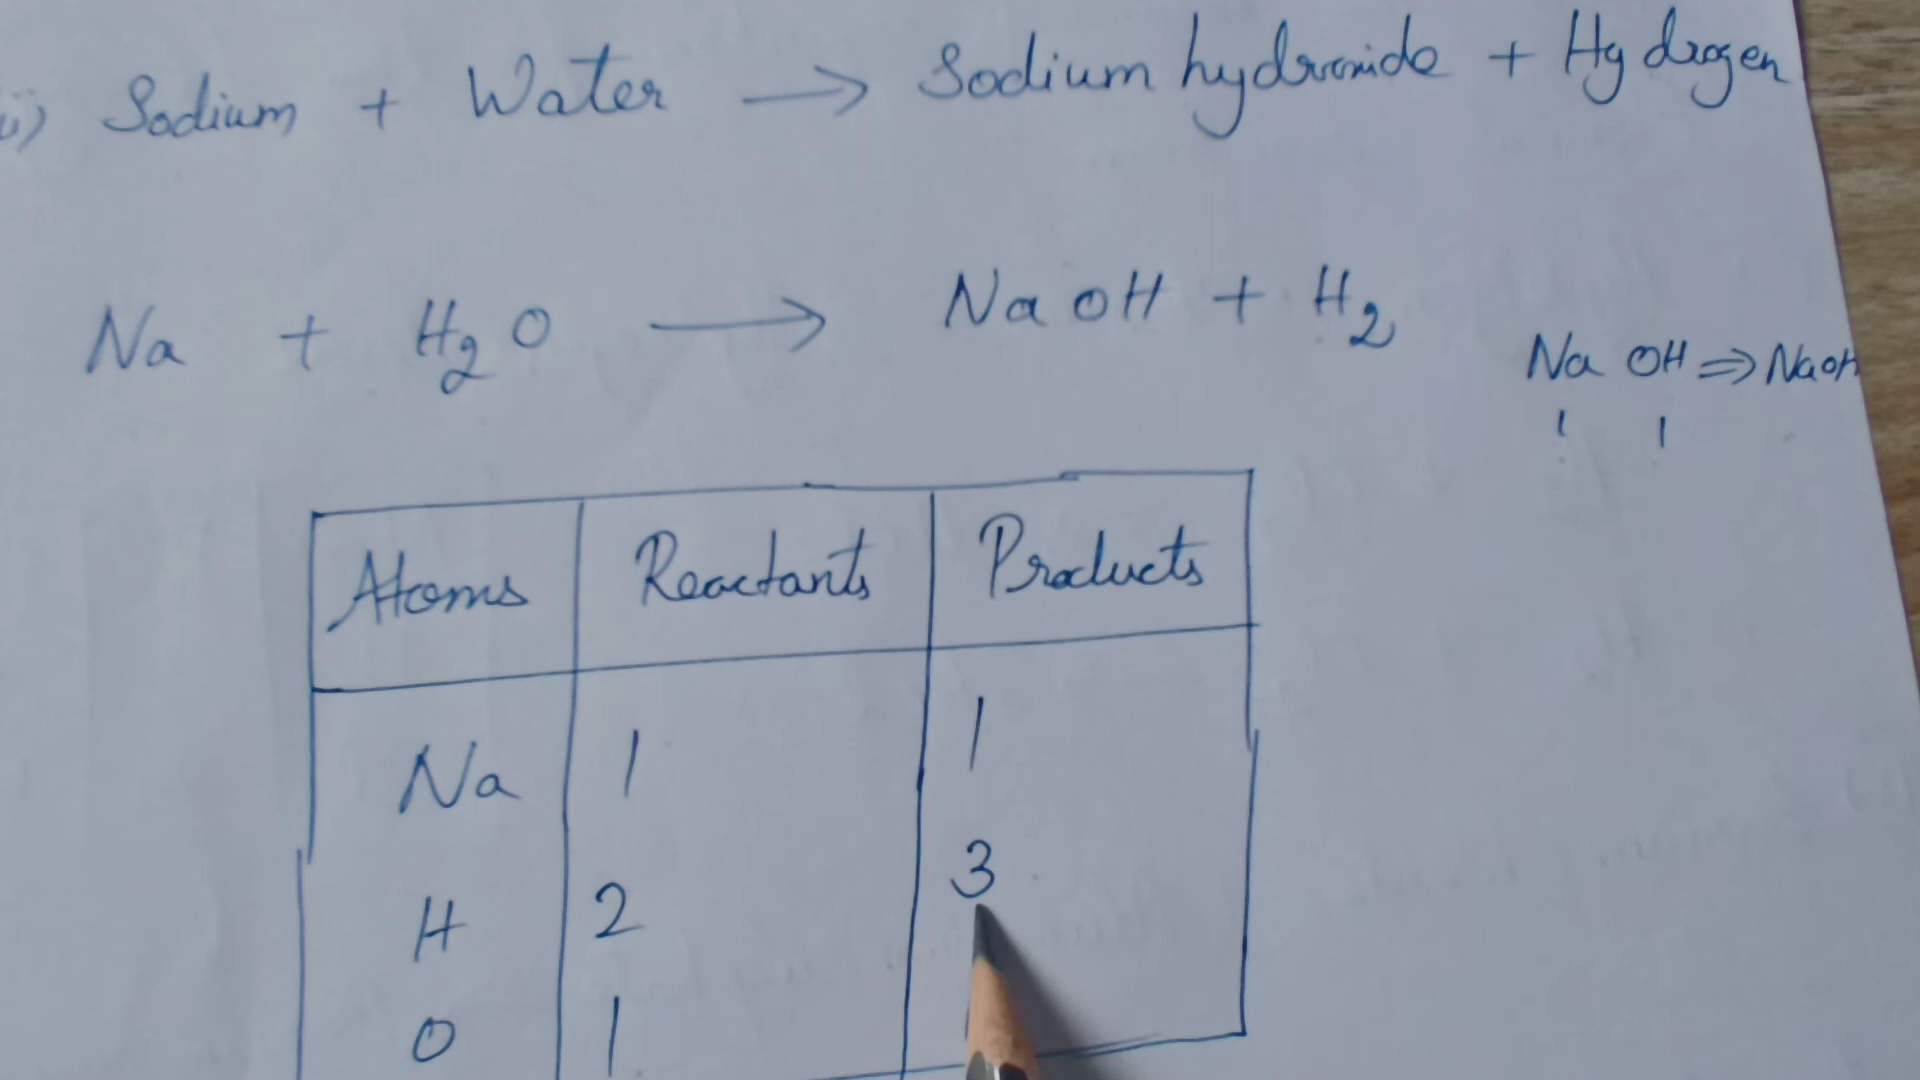 ii) Sodium + Water → Sodium hydroxide + Hydrogen
Na + H₂O → NaOH + H₂
Na OH ⇒ NaOH
1 1
Atoms Reactants Products
Na 1 1
H 2 3
O 1